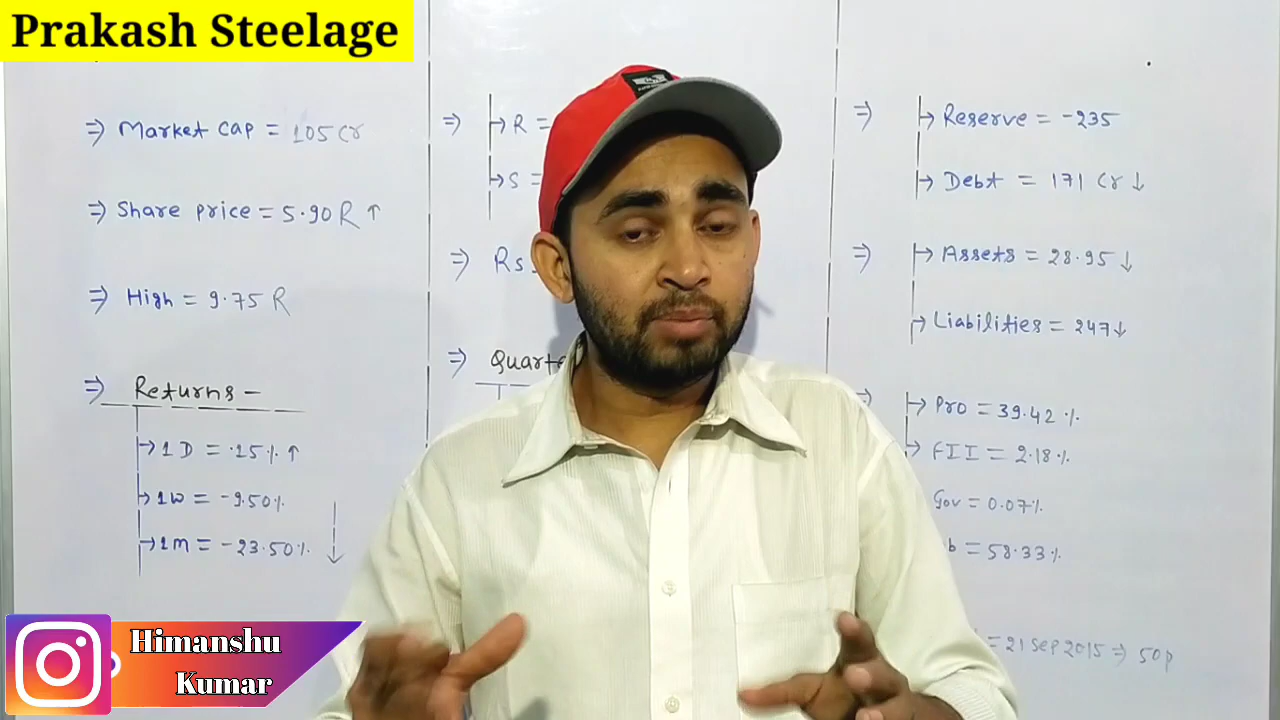 Prakash Steelage
⇒ Market cap = 105 Cr
⇒ Share price = 5.90 R ↑
⇒ High = 9.75 R
⇒ Returns -
→ 1D = .15% ↑
→ 1w = -9.50%
→ 1m = -23.50% ↓
⇒ → R =
→ S =
⇒ Rs
⇒ Quarte
⇒ → Reserve = -235
→ Debt = 171 Cr ↓
⇒ → Assets = 28.95 ↓
→ Liabilities = 247 ↓
⇒ → Pro = 39.42 %
→ FII = 2.18 %
Gov = 0.07%
b = 58.33%
= 21 Sep 2015 ⇒ 50p
Himanshu
Kumar